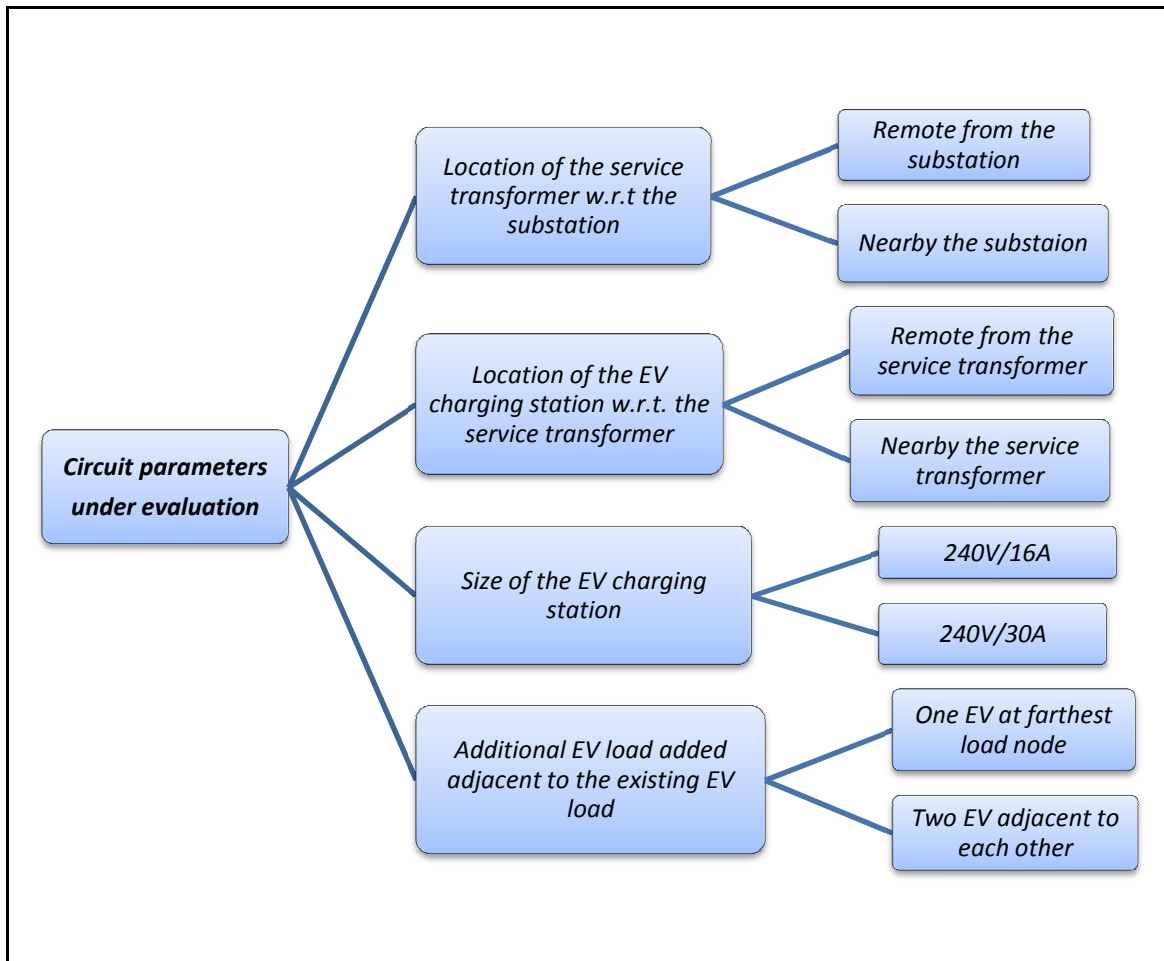 Circuit parameters
under evaluation
Location of the service
transformer w.r.t the
substation
Remote from the
substation
Nearby the substaion
Location of the EV
charging station w.r.t. the
service transformer
Remote from the
service transformer
Nearby the service
transformer
Size of the EV charging
station
240V/16A
240V/30A
Additional EV load added
adjacent to the existing EV
load
One EV at farthest
load node
Two EV adjacent to
each other